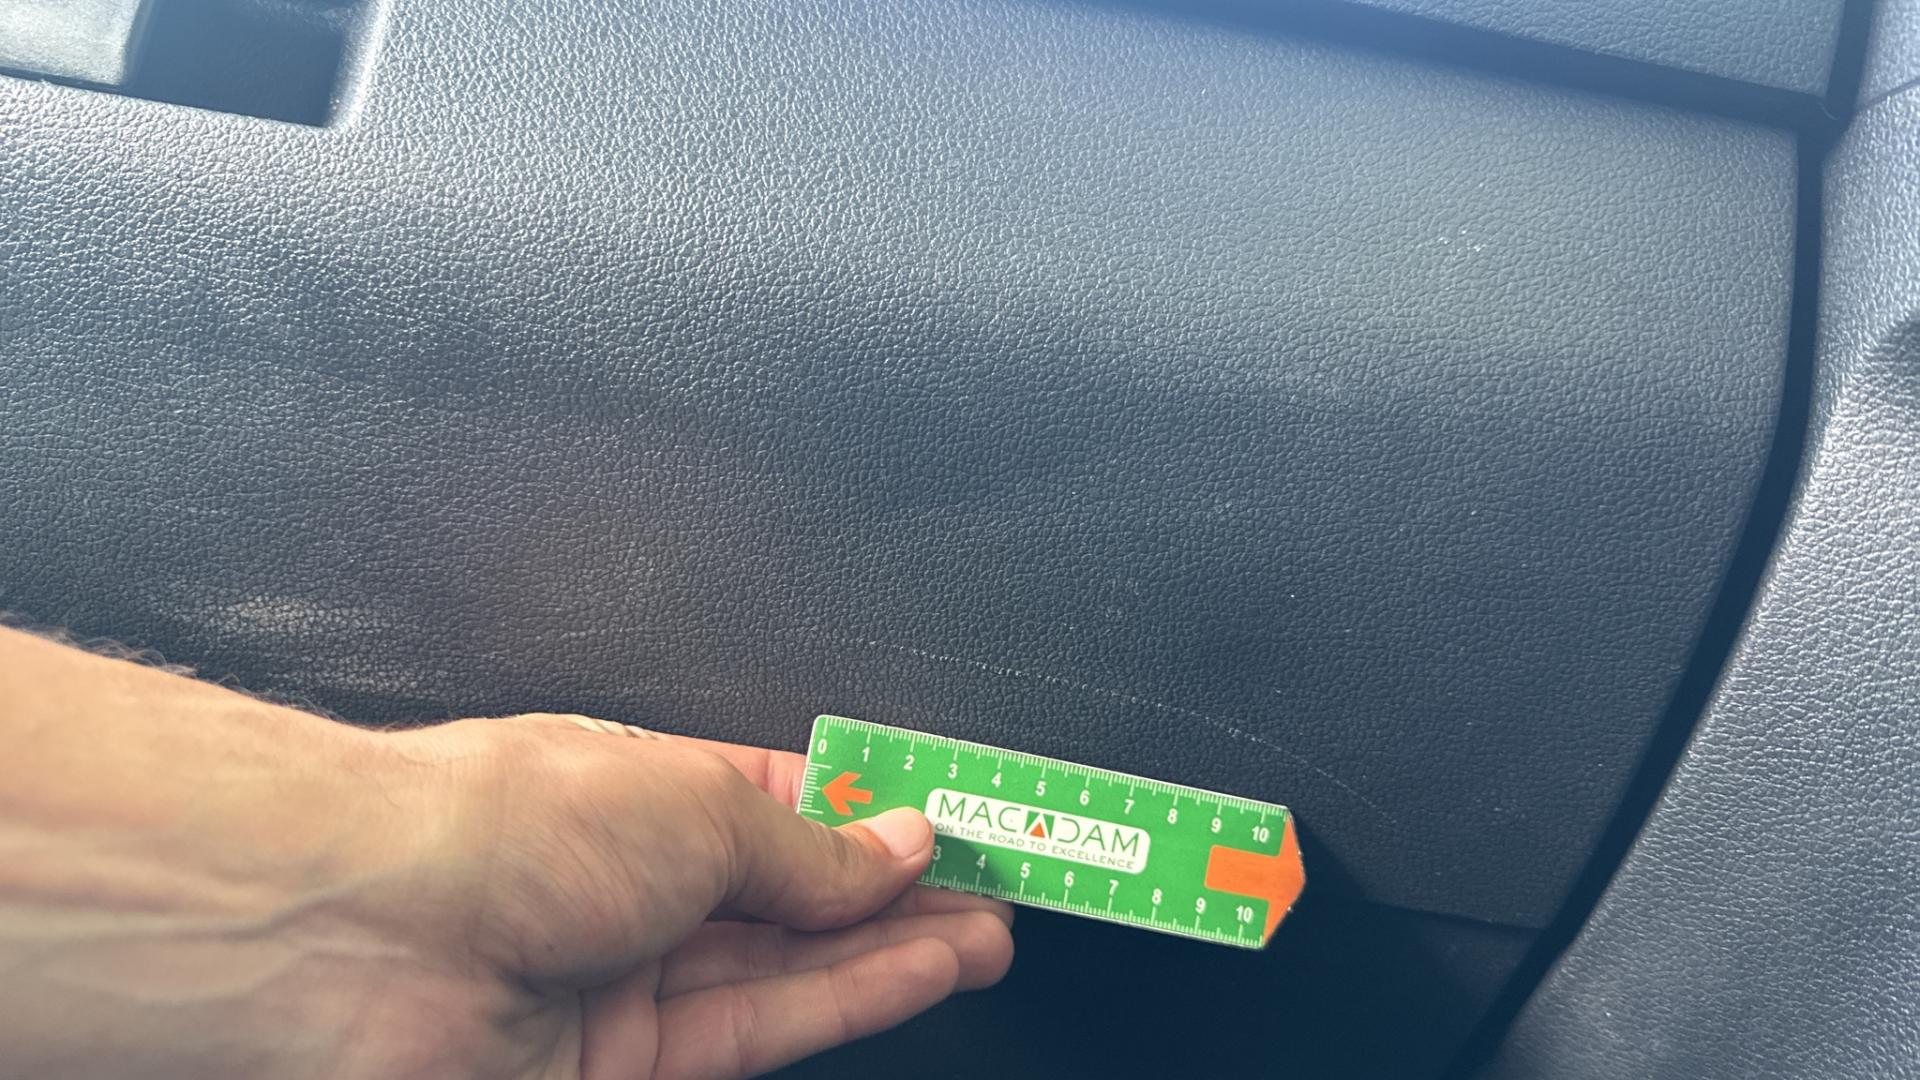 0 1 2 3 4 5 6 7 8 9 10
MACADAM
ON THE ROAD TO EXCELLENCE
3 4 5 6 7 8 9 10